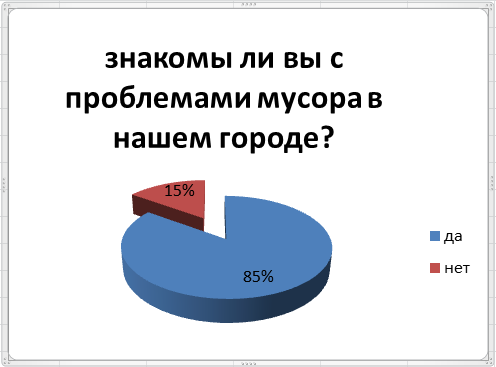 знакомы ли вы с
проблемами мусора в
нашем городе?
15%
85%
да
нет